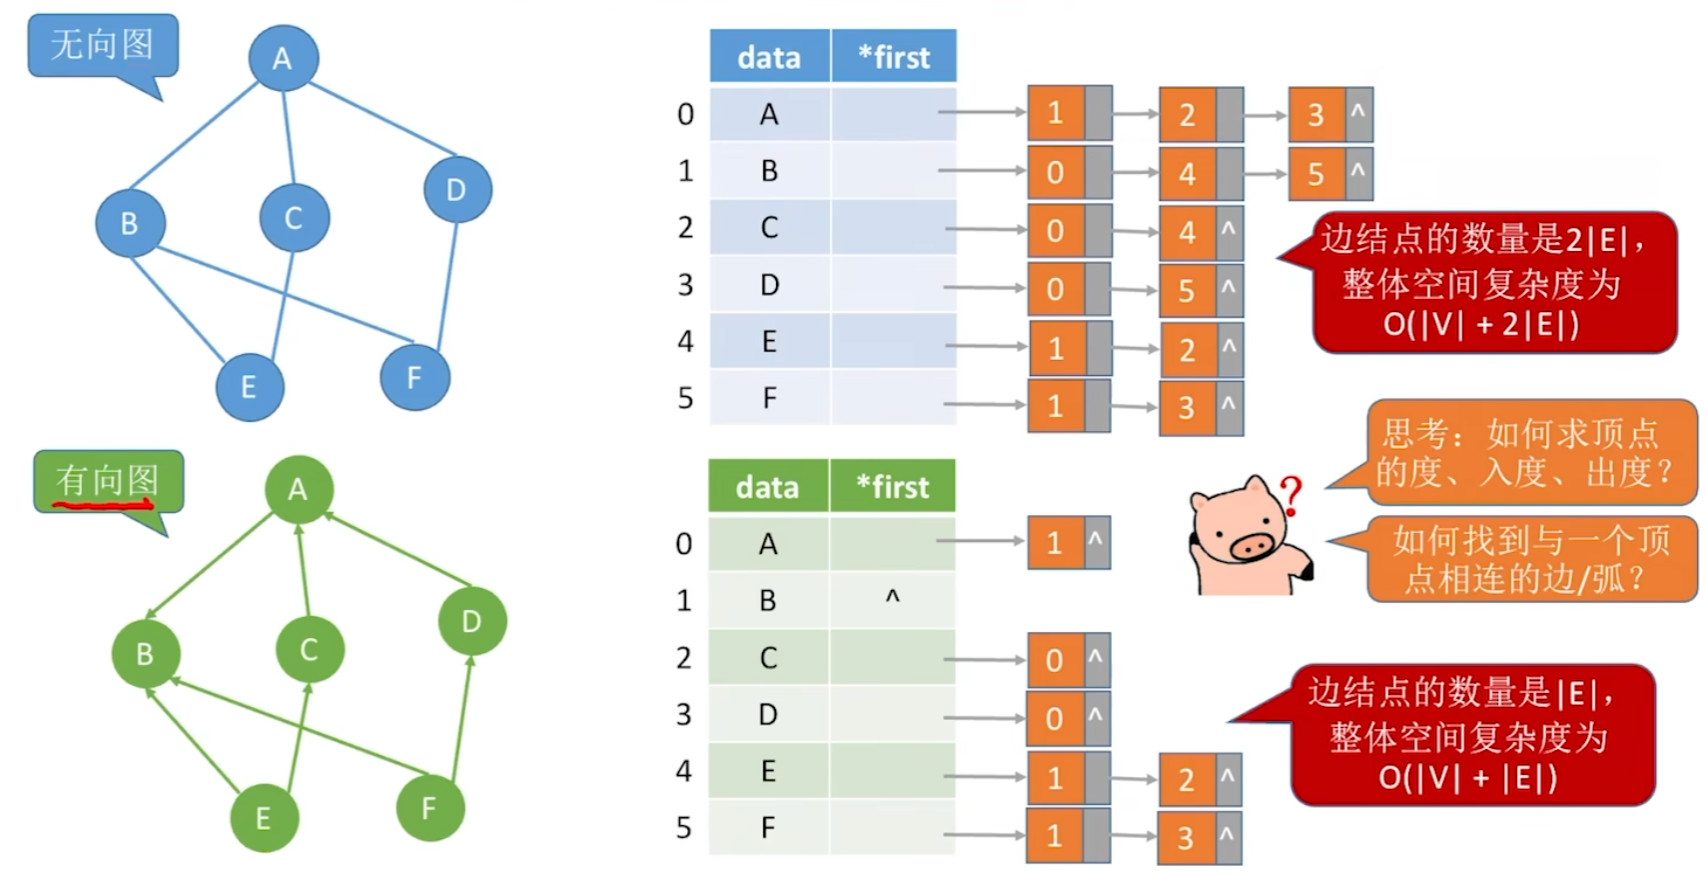 无向图
A
B
C
D
E
F
data *first
0 A 1 2 3 ^
1 B 0 4 5 ^
2 C 0 4 ^
3 D 0 5 ^
4 E 1 2 ^
5 F 1 3 ^
边结点的数量是2|E|，
整体空间复杂度为
O(|V| + 2|E|)
思考：如何求顶点
的度、入度、出度？
?
如何找到与一个顶
点相连的边/弧？
有向图
A
B
C
D
E
F
data *first
0 A 1 ^
1 B ^
2 C 0 ^
3 D 0 ^
4 E 1 2 ^
5 F 1 3 ^
边结点的数量是|E|，
整体空间复杂度为
O(|V| + |E|)